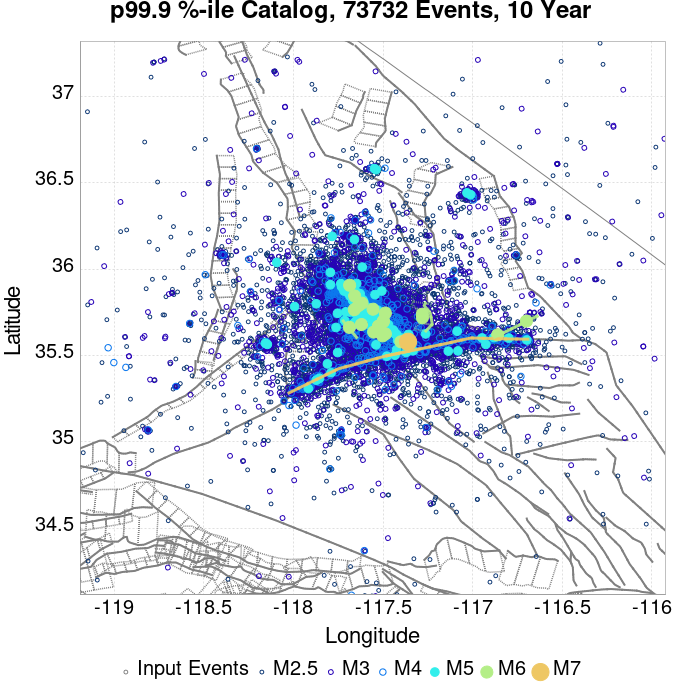 p99.9 %-ile Catalog, 73732 Events, 10 Year
37
36.5
36
35.5
35
34.5
Latitude
-119 -118.5 -118 -117.5 -117 -116.5 -116
Longitude
Input Events M2.5 M3 M4 M5 M6 M7